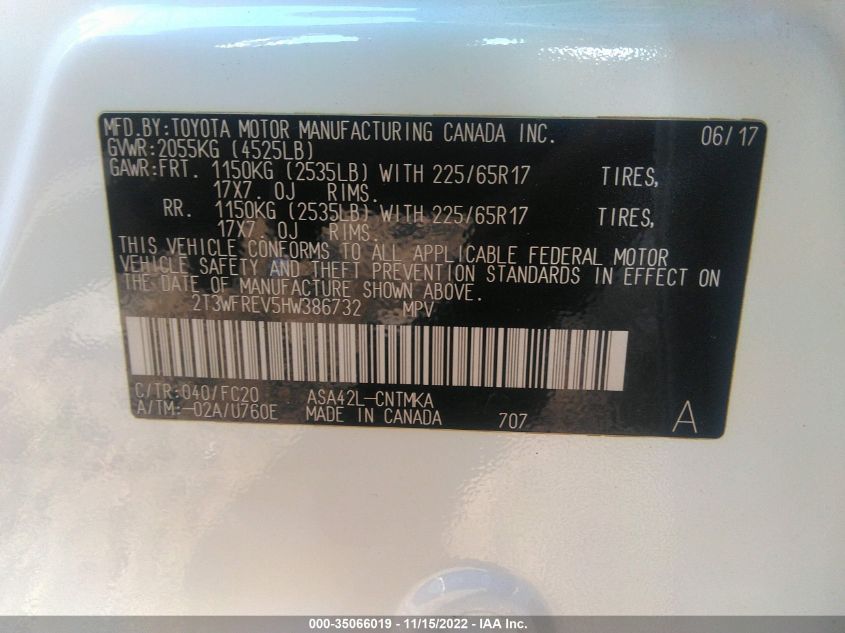 MFD.BY:TOYOTA MOTOR MANUFACTURING CANADA INC. 06/17
GVWR:2055KG (4525LB)
GAWR:FRT. 1150KG (2535LB) WITH 225/65R17 TIRES,
17X7. 0J RIMS.
RR. 1150KG (2535LB) WITH 225/65R17 TIRES,
17X7. 0J RIMS.
THIS VEHICLE CONFORMS TO ALL APPLICABLE FEDERAL MOTOR
VEHICLE SAFETY AND THEFT PREVENTION STANDARDS IN EFFECT ON
THE DATE OF MANUFACTURE SHOWN ABOVE.
2T3WFREV5HW386732 MPV
C/TR:040/FC20 ASA42L-CNTMKA
A/TM:-02A/U760E MADE IN CANADA 707 A
000-35066019 - 11/15/2022 - IAA Inc.